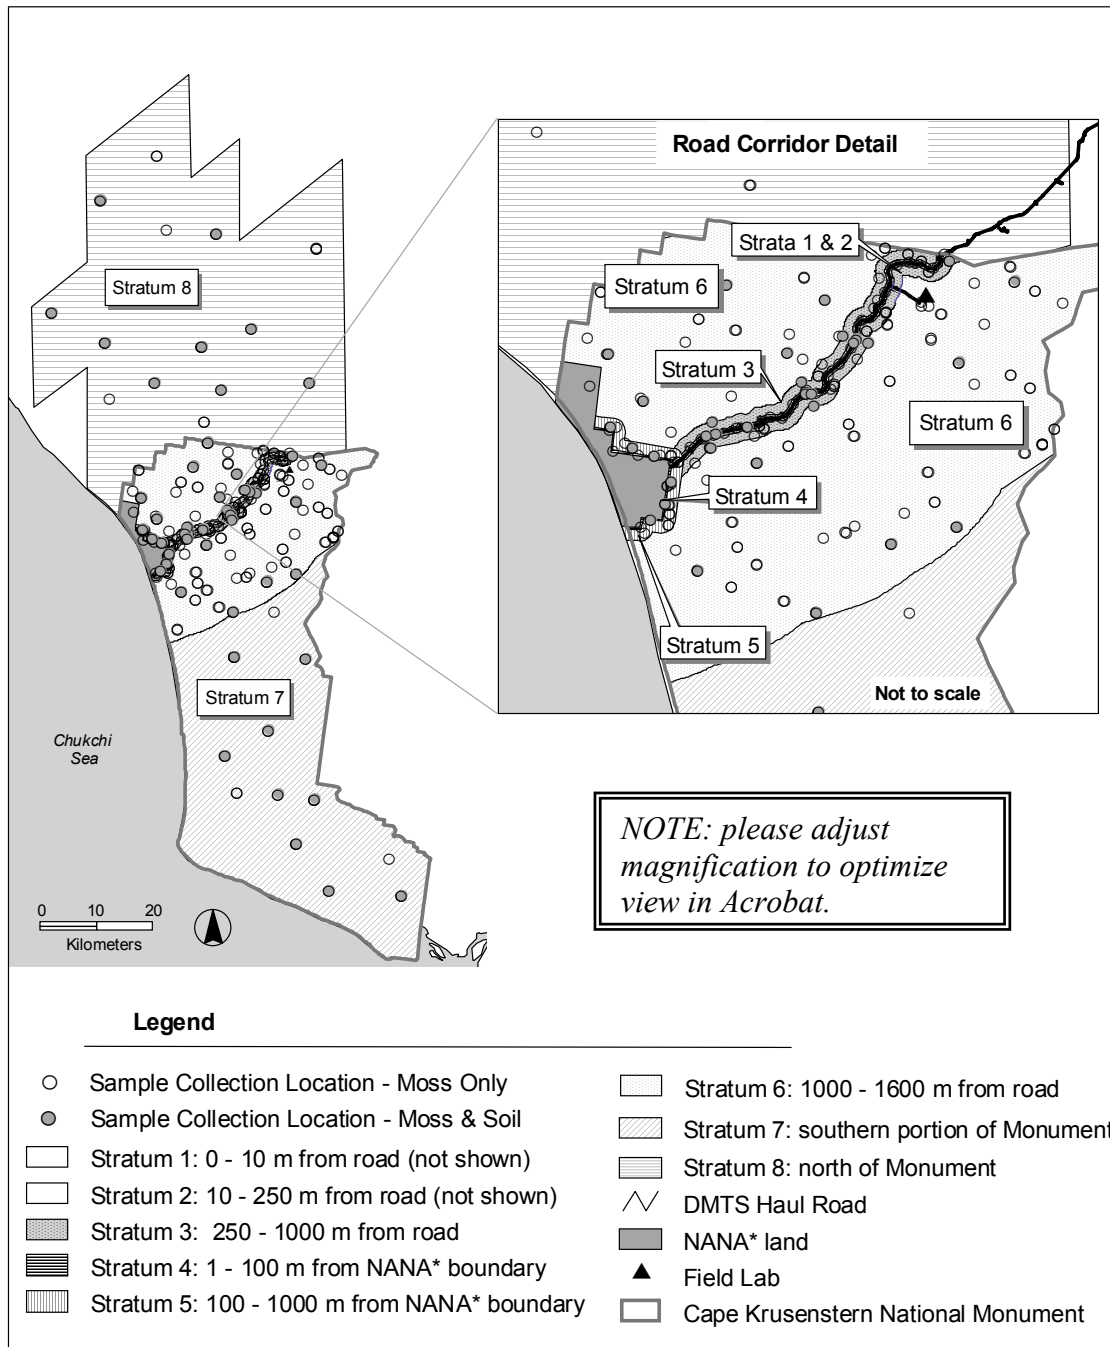 Road Corridor Detail
Strata 1 & 2
Stratum 6
Stratum 3
Stratum 6
Stratum 4
Stratum 5
Not to scale
Stratum 8
Stratum 7
Chukchi
Sea
0 10 20
Kilometers
NOTE: please adjust
magnification to optimize
view in Acrobat.
Legend
Sample Collection Location - Moss Only
Sample Collection Location - Moss & Soil
Stratum 1: 0 - 10 m from road (not shown)
Stratum 2: 10 - 250 m from road (not shown)
Stratum 3: 250 - 1000 m from road
Stratum 4: 1 - 100 m from NANA* boundary
Stratum 5: 100 - 1000 m from NANA* boundary
Stratum 6: 1000 - 1600 m from road
Stratum 7: southern portion of Monument
Stratum 8: north of Monument
DMTS Haul Road
NANA* land
Field Lab
Cape Krusenstern National Monument